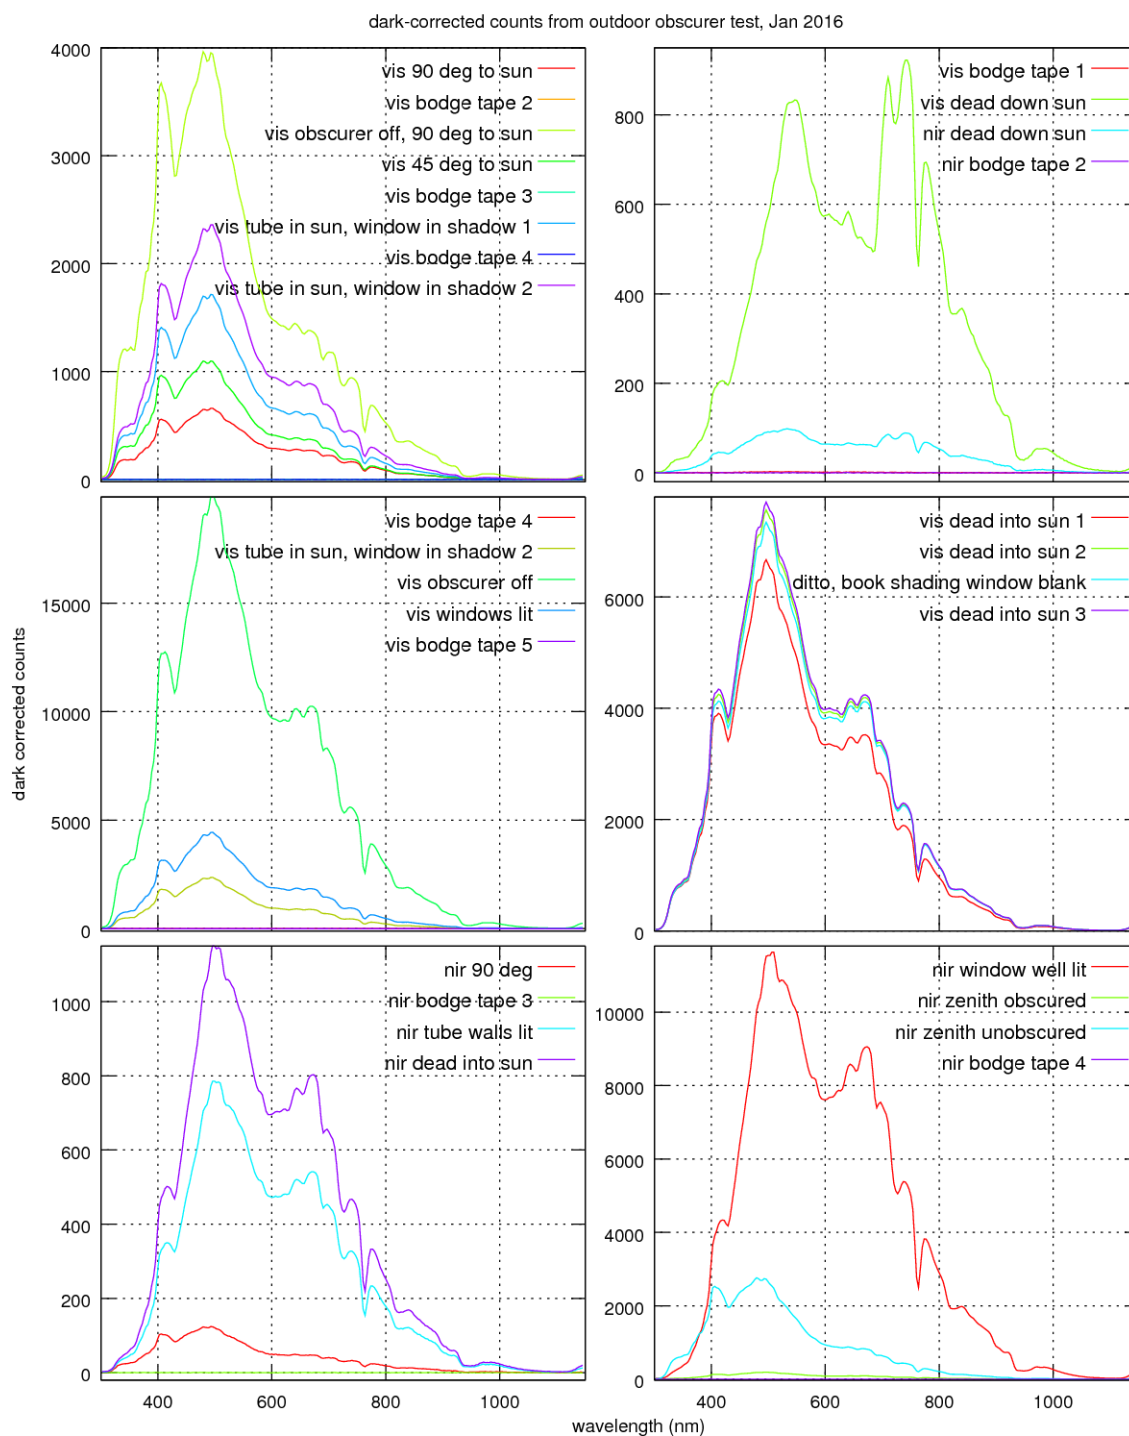 dark-corrected counts from outdoor obscurer test, Jan 2016
4000
3000
2000
1000
0
vis 90 deg to sun
vis bodge tape 2
vis obscurer off, 90 deg to sun
vis 45 deg to sun
vis bodge tape 3
vis tube in sun, window in shadow 1
vis bodge tape 4
vis tube in sun, window in shadow 2
800
600
400
200
0
vis bodge tape 1
vis dead down sun
nir dead down sun
nir bodge tape 2
dark corrected counts
15000
10000
5000
0
vis bodge tape 4
vis tube in sun, window in shadow 2
vis obscurer off
vis windows lit
vis bodge tape 5
6000
4000
2000
0
vis dead into sun 1
vis dead into sun 2
ditto, book shading window blank
vis dead into sun 3
1000
800
600
400
200
0
nir 90 deg
nir bodge tape 3
nir tube walls lit
nir dead into sun
400 600 800 1000
10000
8000
6000
4000
2000
0
nir window well lit
nir zenith obscured
nir zenith unobscured
nir bodge tape 4
400 600 800 1000
wavelength (nm)